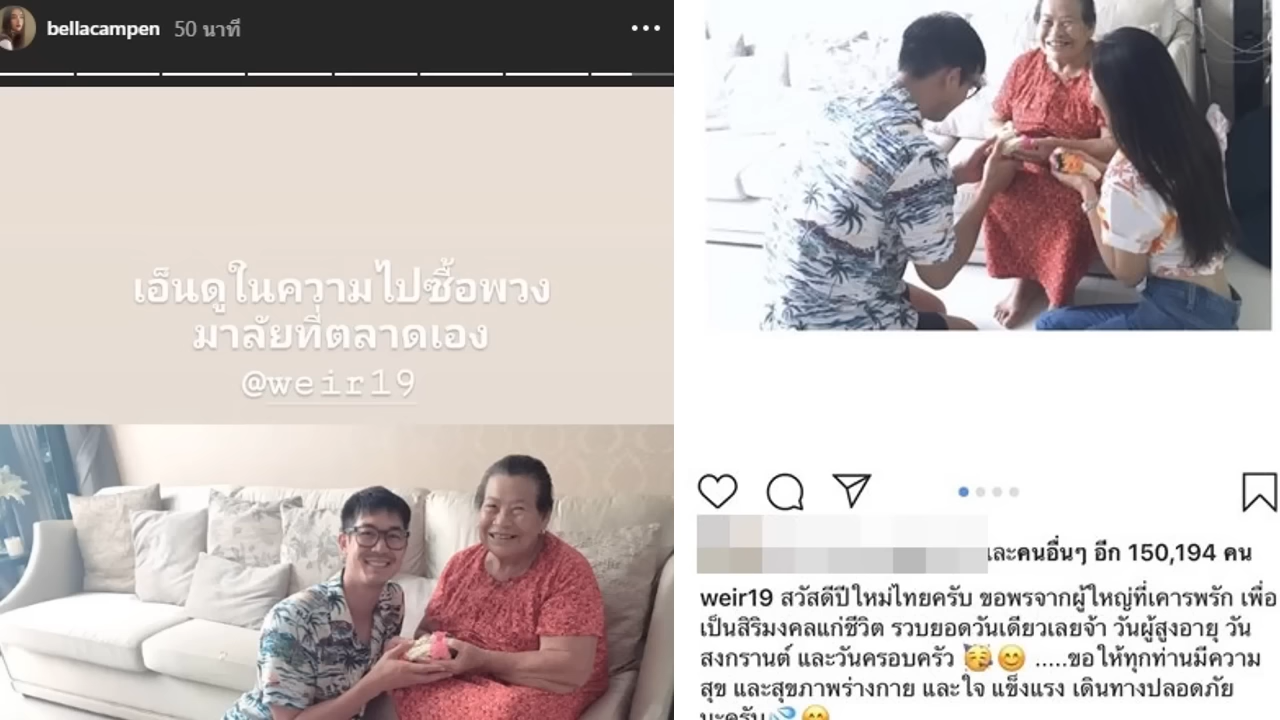 bellacampen 50 นาที
เอ็นดูในความไปซื้อพวง
มาลัยที่ตลาดเอง
@weir19
และคนอื่นๆ อีก 150,194 คน
weir19 สวัสดีปีใหม่ไทยครับ ขอพรจากผู้ใหญ่ที่เคารพรัก เพื่อ
เป็นสิริมงคลแก่ชีวิต รวบยอดวันเดียวเลยจ้า วันผู้สูงอายุ วัน
สงกรานต์ และวันครอบครัว 🥳😊 .....ขอให้ทุกท่านมีความ
สุข และสุขภาพร่างกาย และใจ แข็งแรง เดินทางปลอดภัย
นะครับ💦😊